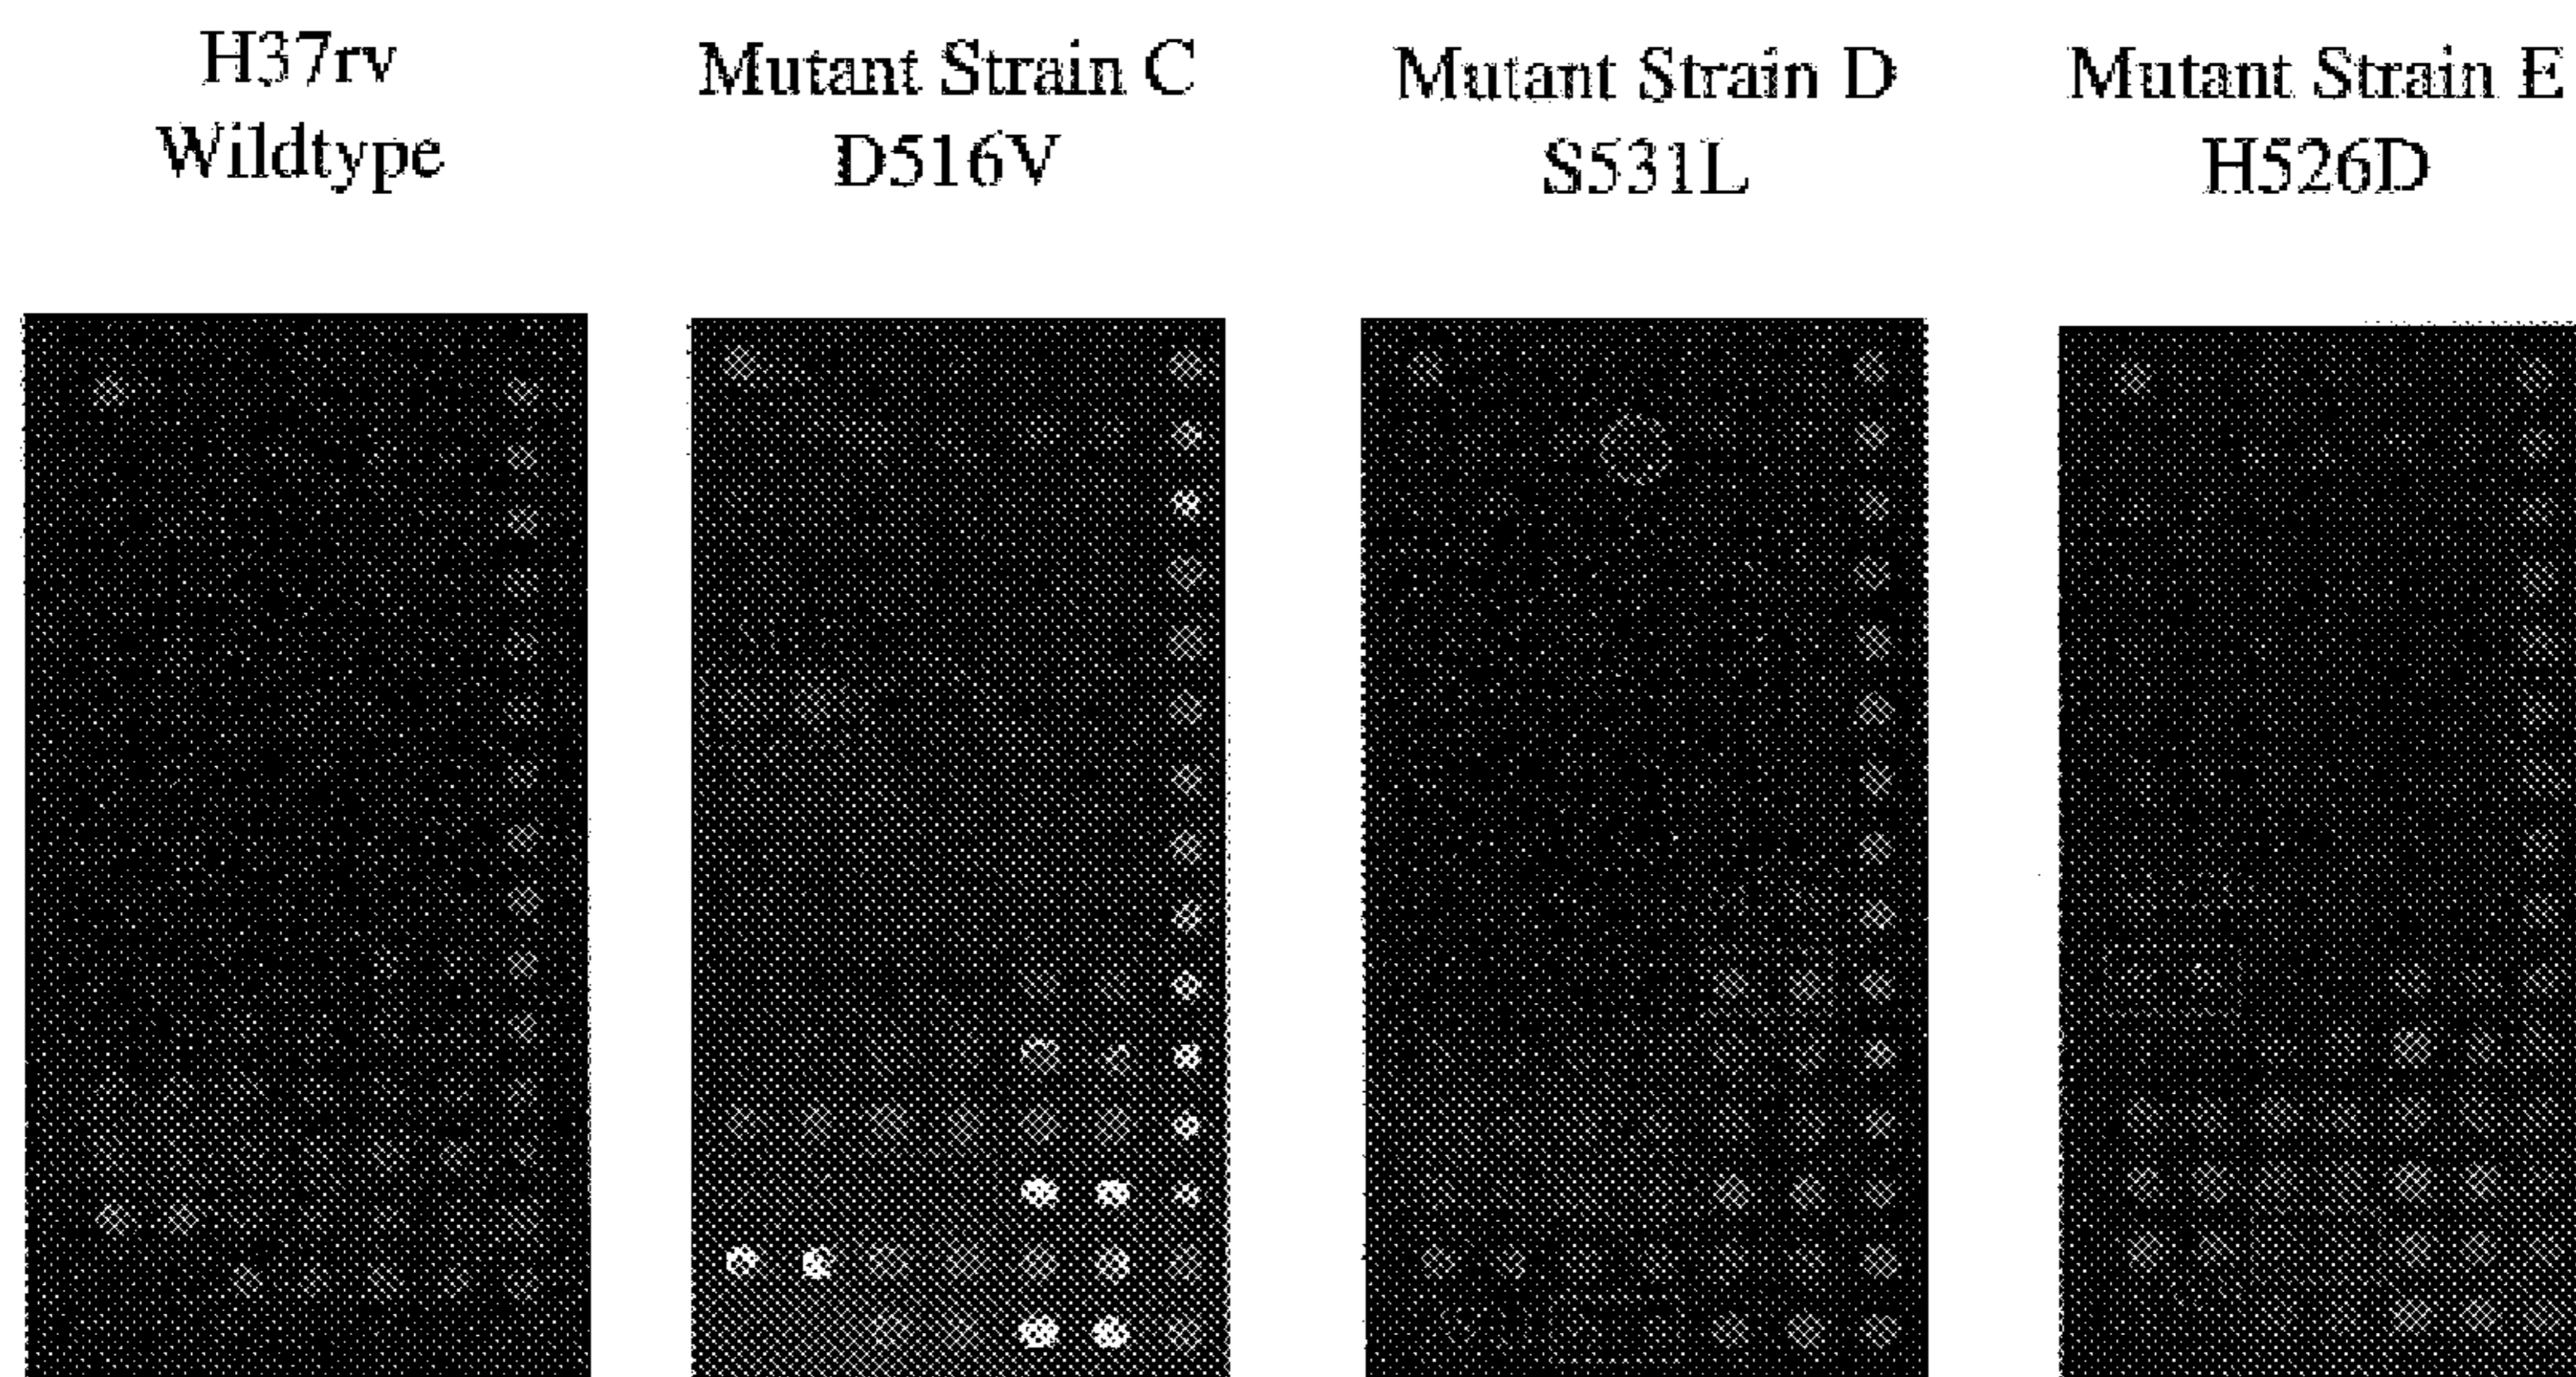 H37rv
Wildtype
Mutant Strain C
D516V
Mutant Strain D
S531L
Mutant Strain E
H526D